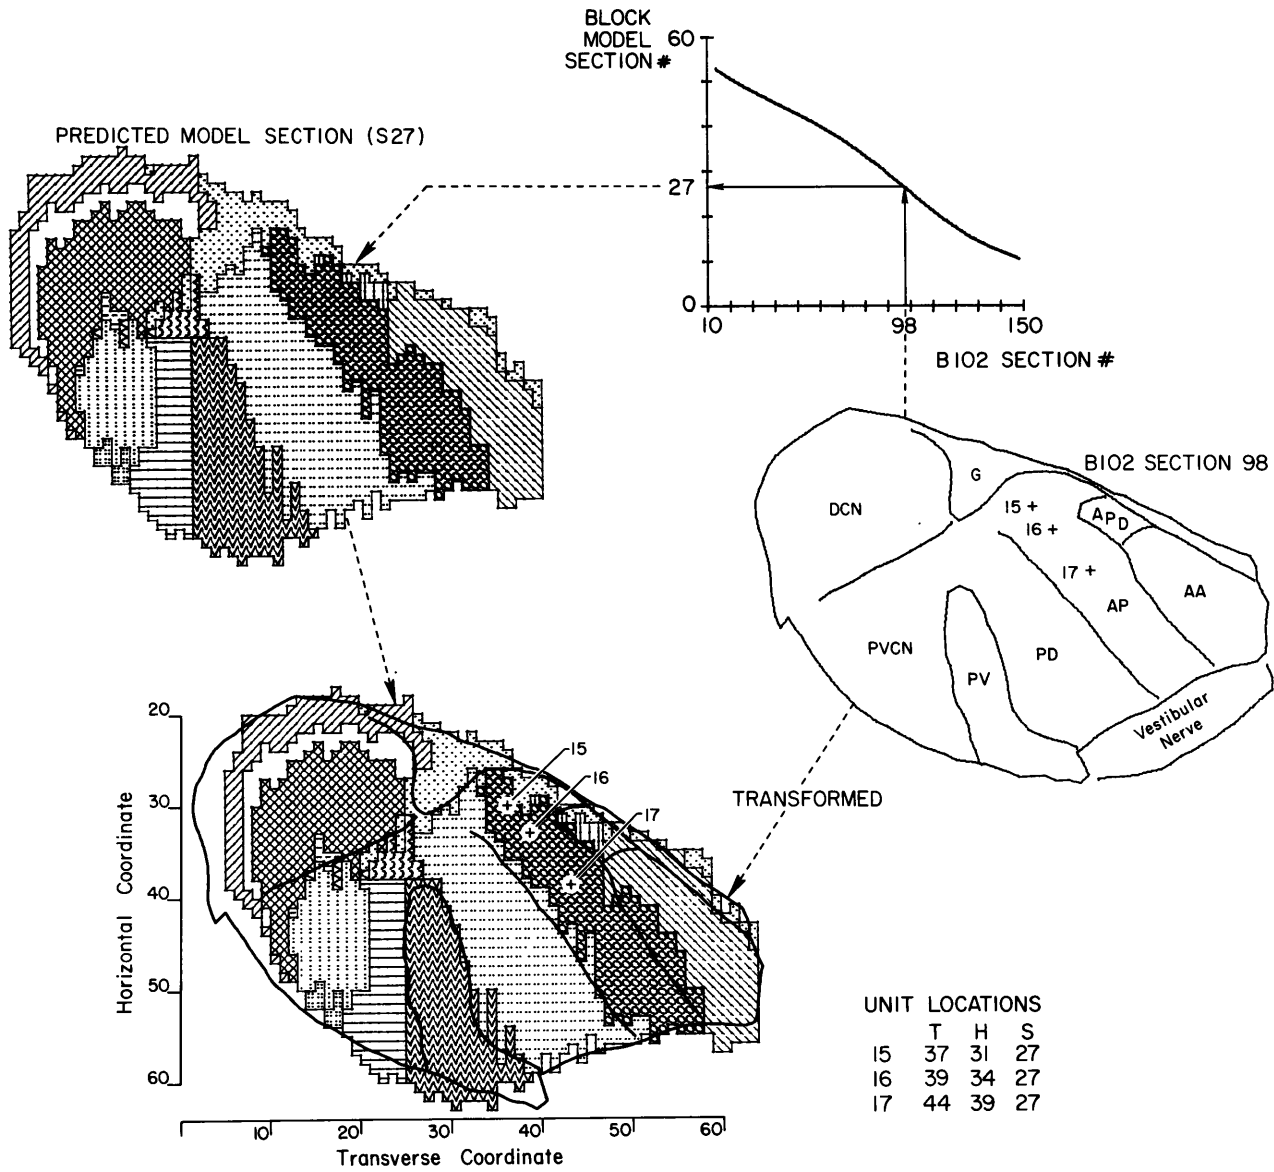 BLOCK
MODEL
SECTION #
60
27
0
10
98
150
B102 SECTION #
PREDICTED MODEL SECTION (S27)
B102 SECTION 98
G
DCN
15 +
16 +
APD
17 +
AA
AP
PVCN
PD
PV
Vestibular
Nerve
TRANSFORMED
15
16
17
20
30
40
50
60
Horizontal Coordinate
10
20
30
40
50
60
Transverse Coordinate
UNIT LOCATIONS
T H S
15 37 31 27
16 39 34 27
17 44 39 27